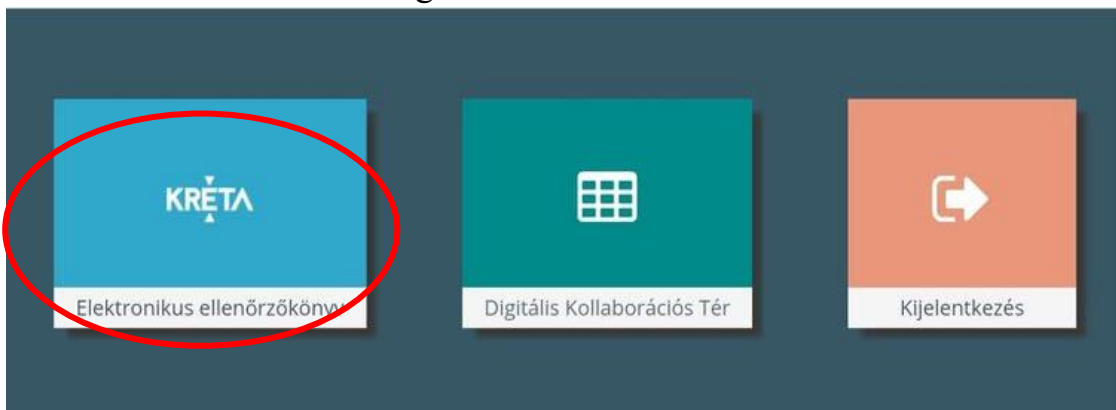 KRÉTA
Elektronikus ellenőrzőkönyv
Digitális Kollaborációs Tér
Kijelentkezés